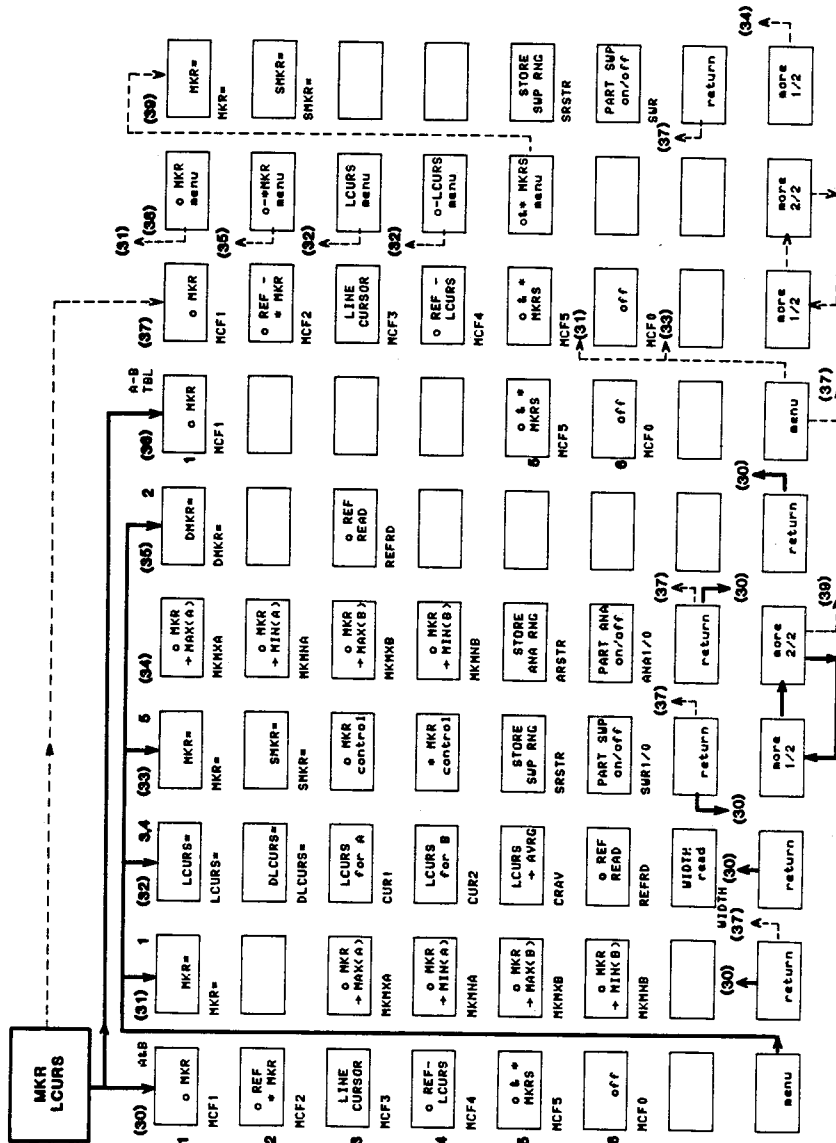 MKR
LCURS
(30)
A&B
1
o MKR
MCF1
2
o REF
* MKR
MCF2
3
LINE
CURSOR
MCF3
4
o REF-
LCURS
MCF4
5
o & *
MKRS
MCF5
6
off
MCF0
menu
(31)
1
MKR=
MKR=
o MKR
→ MAX(A)
MKMXA
o MKR
→ MIN(A)
MKMNA
o MKR
→ MAX(B)
MKMXB
o MKR
→ MIN(B)
MKMNB
(30)
(37)
return
(32)
3,4
LCURS=
LCURS=
DLCURS=
DLCURS=
LCURS
for A
CUR1
LCURS
for B
CUR2
LCURS
→ AVRG
CRAV
o REF
READ
REFRD
WIDTH
read
WIDTH
(30)
return
(33)
5
MKR=
MKR=
SMKR=
SMKR=
o MKR
control
* MKR
control
STORE
SWP RNG
SRSTR
PART SWP
on/off
SWR1/0
(37)
return
(30)
more
1/2
(34)
o MKR
→ MAX(A)
MKMXA
o MKR
→ MIN(A)
MKMNA
o MKR
→ MAX(B)
MKMXB
o MKR
→ MIN(B)
MKMNB
STORE
ANA RNG
ARSTR
PART ANA
on/off
ANA1/0
(37)
return
(30)
more
2/2
(39)
(35)
2
DMKR=
DMKR=
o REF
READ
REFRD
(30)
return
(36)
A-B
TBL
1
o MKR
MCF1
5
o & *
MKRS
MCF5
6
off
MCF0
menu
(37)
(37)
o MKR
MCF1
o REF -
* MKR
MCF2
LINE
CURSOR
MCF3
o REF -
LCURS
MCF4
o & *
MKRS
MCF5
(31)
off
MCF0
(33)
more
1/2
(31)
(38)
o MKR
menu
(35)
o-*MKR
menu
(32)
LCURS
menu
(32)
o-LCURS
menu
o&* MKRS
menu
more
2/2
(39)
MKR=
MKR=
SMKR=
SMKR=
STORE
SWP RNG
SRSTR
PART SWP
on/off
SWR
(37)
return
more
1/2
(34)